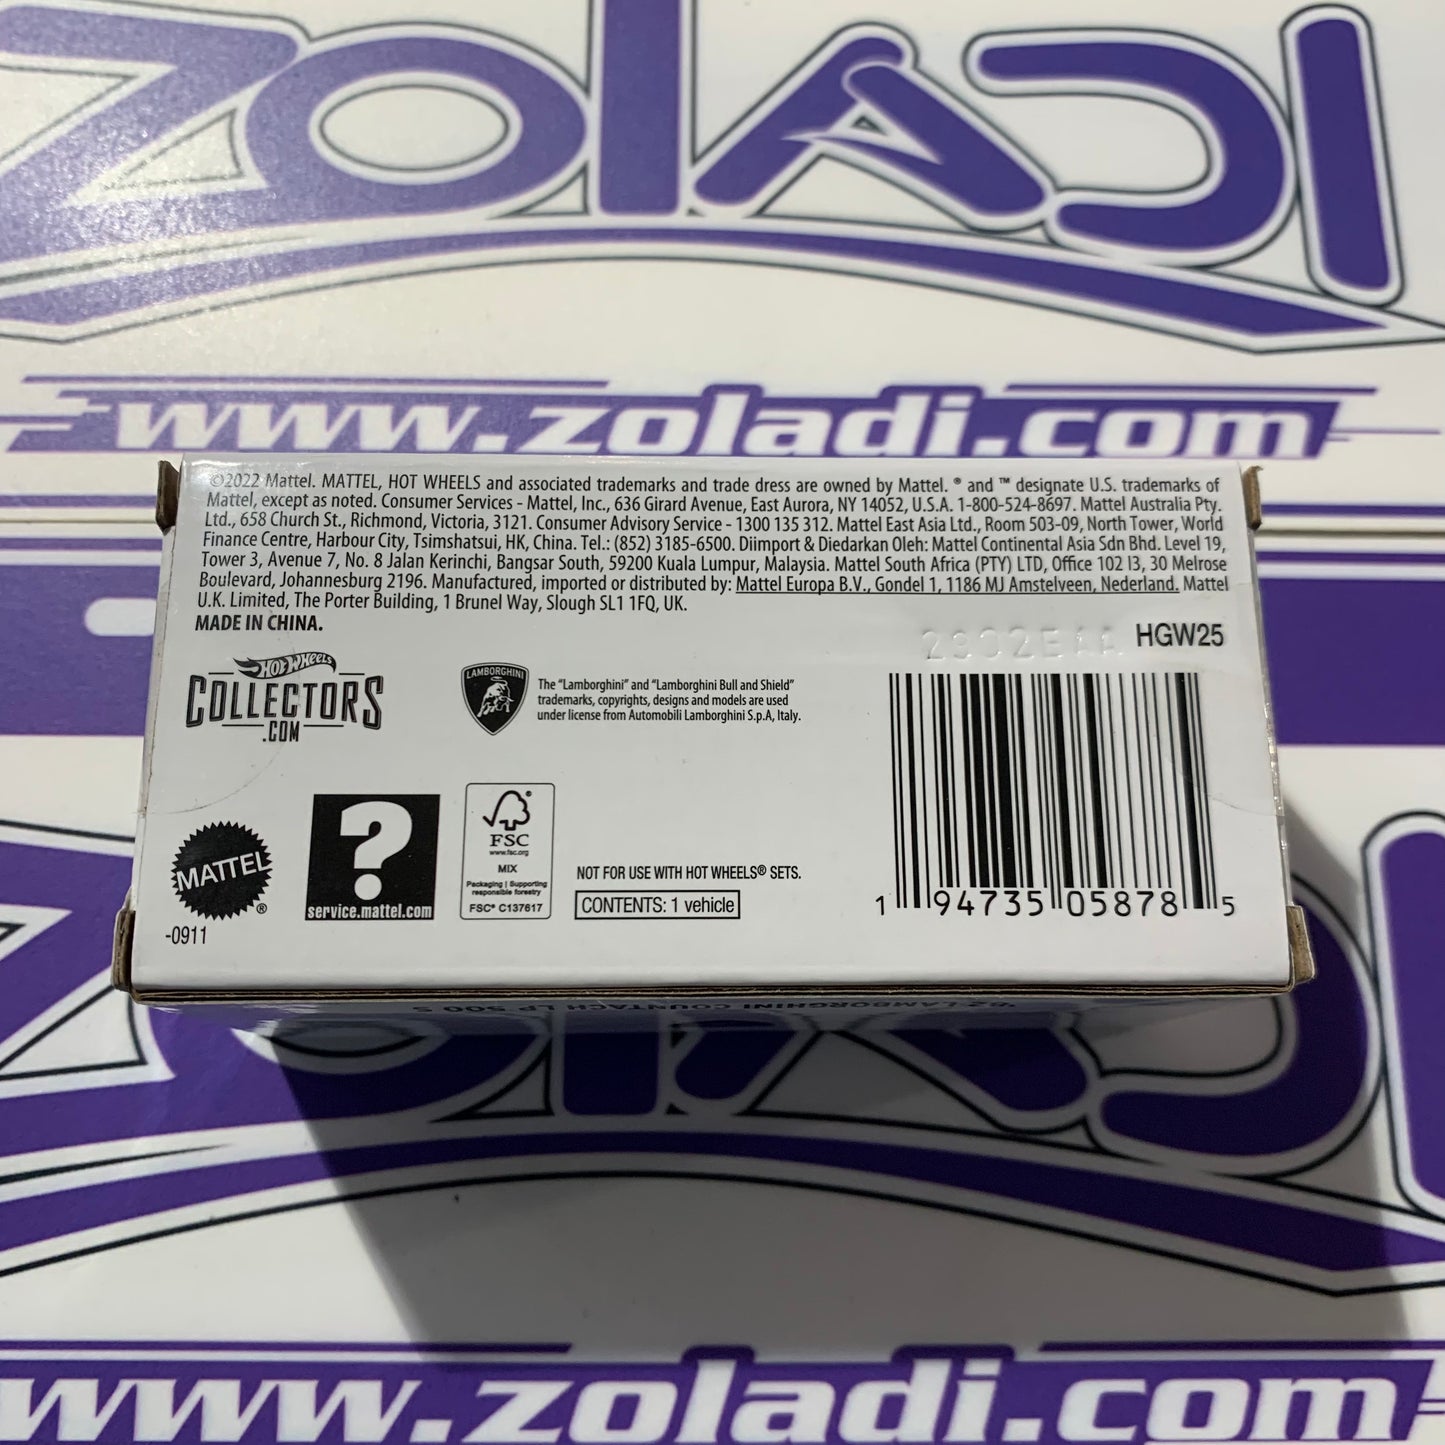 ZOLADI
www.zoladi.com
©2022 Mattel. MATTEL, HOT WHEELS and associated trademarks and trade dress are owned by Mattel. ® and ™ designate U.S. trademarks of
Mattel, except as noted. Consumer Services - Mattel, Inc., 636 Girard Avenue, East Aurora, NY 14052, U.S.A. 1-800-524-8697. Mattel Australia Pty.
Ltd., 658 Church St., Richmond, Victoria, 3121. Consumer Advisory Service - 1300 135 312. Mattel East Asia Ltd., Room 503-09, North Tower, World
Finance Centre, Harbour City, Tsimshatsui, HK, China. Tel.: (852) 3185-6500. Diimport & Diedarkan Oleh: Mattel Continental Asia Sdn Bhd. Level 19,
Tower 3, Avenue 7, No. 8 Jalan Kerinchi, Bangsar South, 59200 Kuala Lumpur, Malaysia. Mattel South Africa (PTY) LTD, Office 102 I3, 30 Melrose
Boulevard, Johannesburg 2196. Manufactured, imported or distributed by: Mattel Europa B.V., Gondel 1, 1186 MJ Amstelveen, Nederland. Mattel
U.K. Limited, The Porter Building, 1 Brunel Way, Slough SL1 1FQ, UK.
MADE IN CHINA.
2302EAA HGW25
HOT WHEELS
COLLECTORS
.COM
LAMBORGHINI
The "Lamborghini" and "Lamborghini Bull and Shield"
trademarks, copyrights, designs and models are used
under license from Automobili Lamborghini S.p.A, Italy.
MATTEL®
-0911
?
service.mattel.com
FSC
www.fsc.org
MIX
Packaging | Supporting
responsible forestry
FSC® C137617
NOT FOR USE WITH HOT WHEELS® SETS.
CONTENTS: 1 vehicle
1 94735 05878 5
'82 LAMBORGHINI COUNTACH LP 500 S
www.zoladi.com